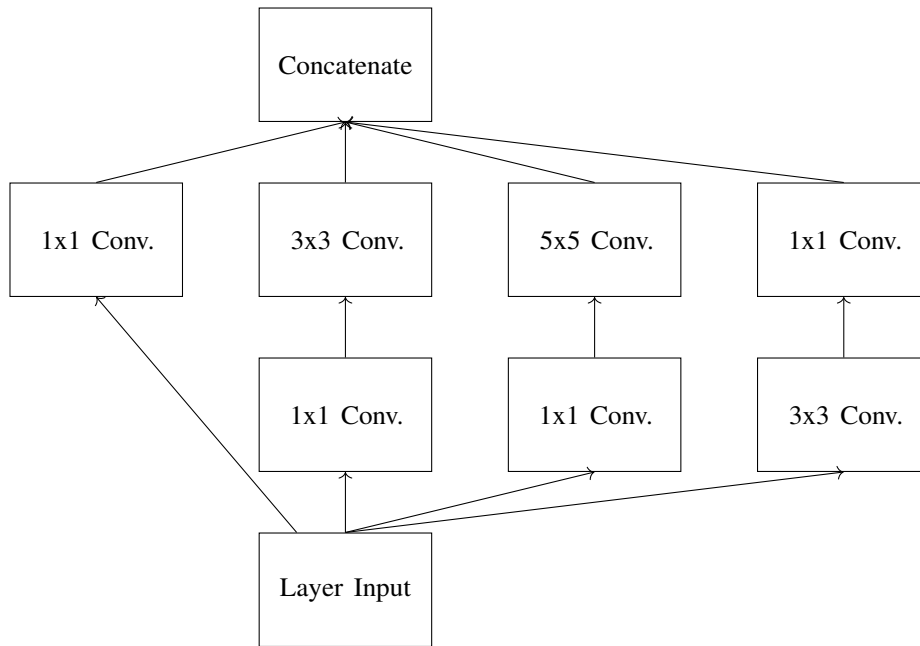 Concatenate
1x1 Conv.
3x3 Conv.
5x5 Conv.
1x1 Conv.
1x1 Conv.
1x1 Conv.
3x3 Conv.
Layer Input